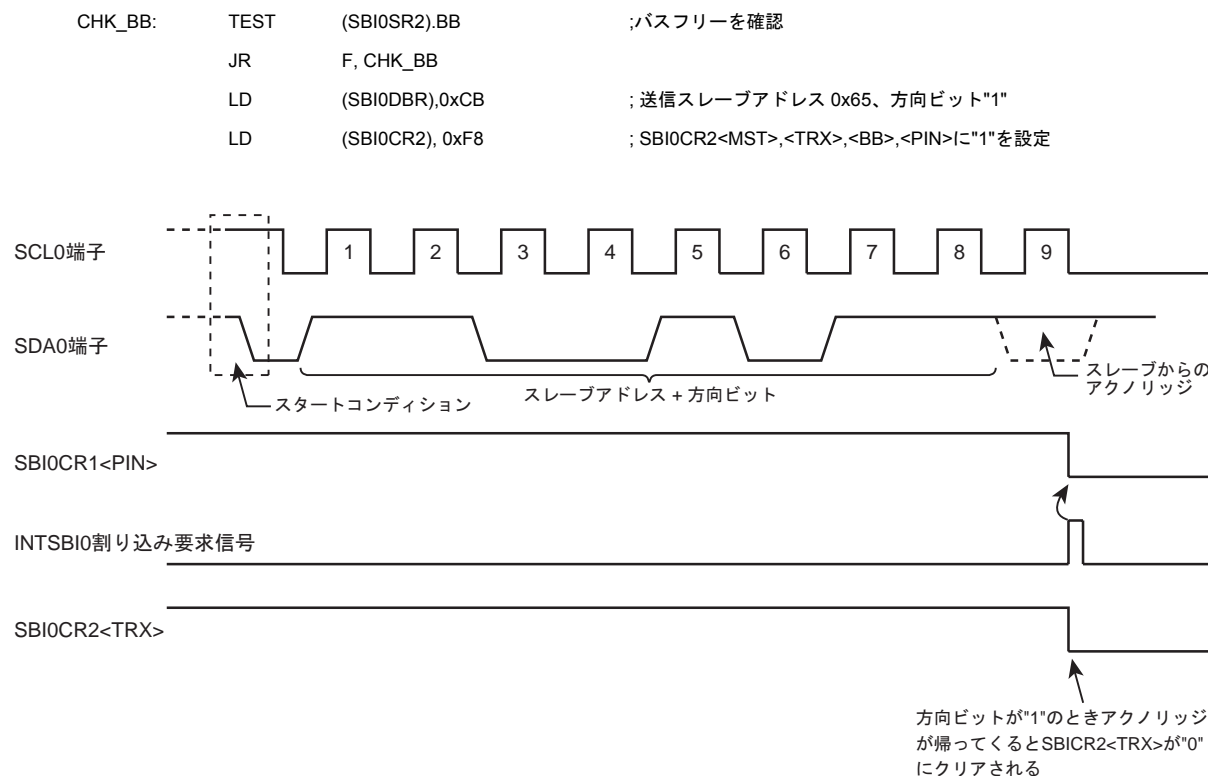 CHK_BB: TEST (SBI0SR2).BB ;バスフリーを確認
JR F, CHK_BB
LD (SBI0DBR),0xCB ; 送信スレーブアドレス 0x65、方向ビット"1"
LD (SBI0CR2), 0xF8 ; SBI0CR2<MST>,<TRX>,<BB>,<PIN>に"1"を設定
SCL0端子
1 2 3 4 5 6 7 8 9
SDA0端子
スタートコンディション
スレーブアドレス + 方向ビット
スレーブからの
アクノリッジ
SBI0CR1<PIN>
INTSBI0割り込み要求信号
SBI0CR2<TRX>
方向ビットが"1"のときアクノリッジ
が帰ってくるとSBICR2<TRX>が"0"
にクリアされる